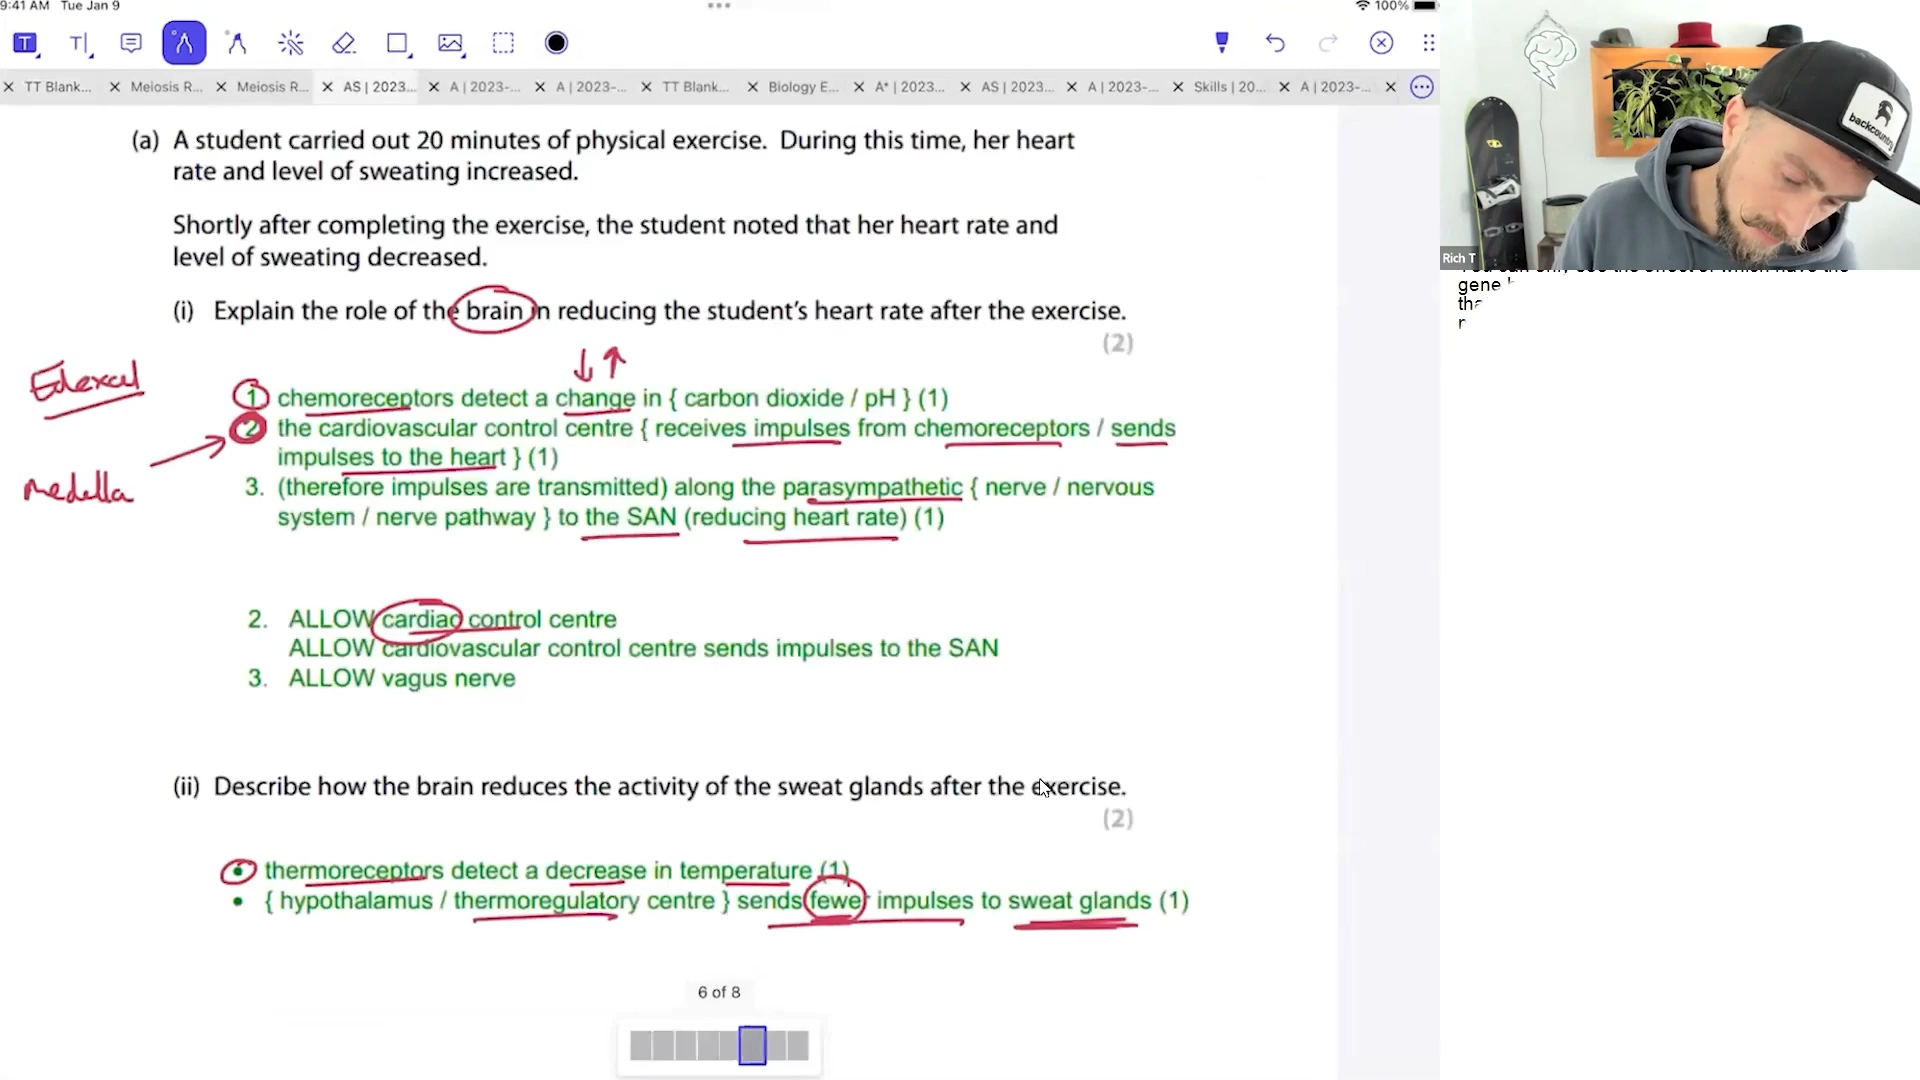 9:41 AM Tue Jan 9
100%
TT Blank...
Meiosis R...
Meiosis R...
AS | 2023...
A | 2023-...
A | 2023-...
TT Blank...
Biology E...
A* | 2023...
AS | 2023...
A | 2023-...
Skills | 20...
A | 2023-...
backcountry
Rich T
gene
(a) A student carried out 20 minutes of physical exercise. During this time, her heart
rate and level of sweating increased.
Shortly after completing the exercise, the student noted that her heart rate and
level of sweating decreased.
(i) Explain the role of the brain in reducing the student's heart rate after the exercise.
(2)
Edexcel
1 chemoreceptors detect a change in { carbon dioxide / pH } (1)
2 the cardiovascular control centre { receives impulses from chemoreceptors / sends
impulses to the heart } (1)
medulla
3. (therefore impulses are transmitted) along the parasympathetic { nerve / nervous
system / nerve pathway } to the SAN (reducing heart rate) (1)
2. ALLOW cardiac control centre
ALLOW cardiovascular control centre sends impulses to the SAN
3. ALLOW vagus nerve
(ii) Describe how the brain reduces the activity of the sweat glands after the exercise.
(2)
• thermoreceptors detect a decrease in temperature (1)
• { hypothalamus / thermoregulatory centre } sends fewer impulses to sweat glands (1)
6 of 8